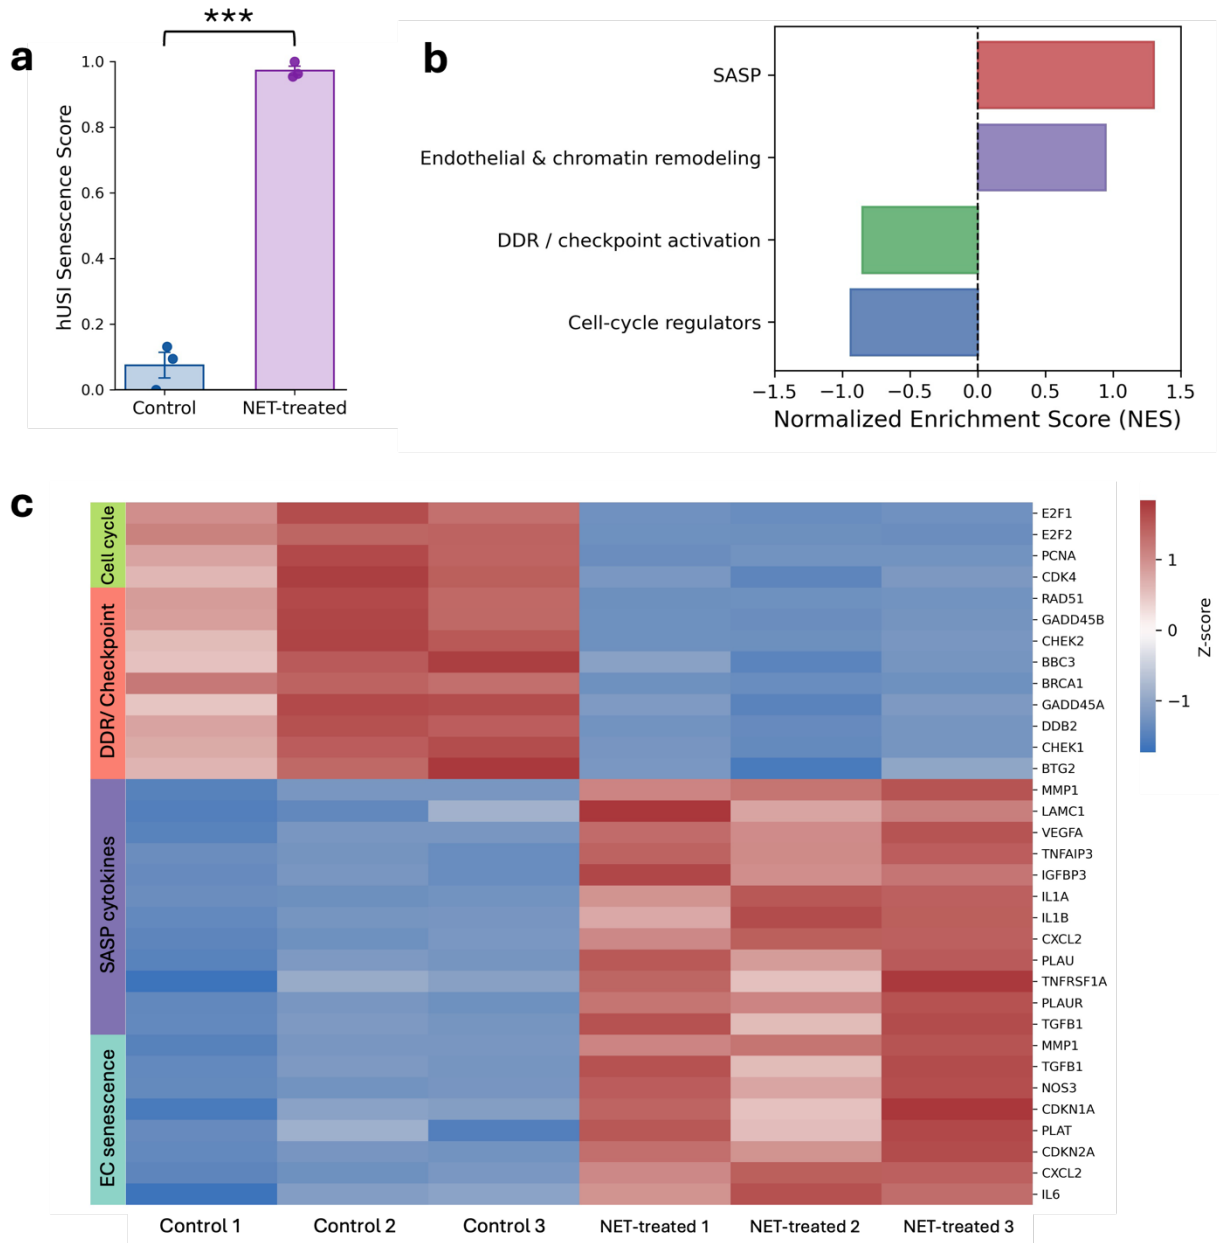 a
***
hUSI Senescence Score
1.0
0.8
0.6
0.4
0.2
0.0
Control
NET-treated
b
SASP
Endothelial & chromatin remodeling
DDR / checkpoint activation
Cell-cycle regulators
−1.5 −1.0 −0.5 0.0 0.5 1.0 1.5
Normalized Enrichment Score (NES)
c
Cell cycle
DDR/ Checkpoint
SASP cytokines
EC senescence
E2F1
E2F2
PCNA
CDK4
RAD51
GADD45B
CHEK2
BBC3
BRCA1
GADD45A
DDB2
CHEK1
BTG2
MMP1
LAMC1
VEGFA
TNFAIP3
IGFBP3
IL1A
IL1B
CXCL2
PLAU
TNFRSF1A
PLAUR
TGFB1
MMP1
TGFB1
NOS3
CDKN1A
PLAT
CDKN2A
CXCL2
IL6
Control 1 Control 2 Control 3 NET-treated 1 NET-treated 2 NET-treated 3
1
0
−1
Z-score